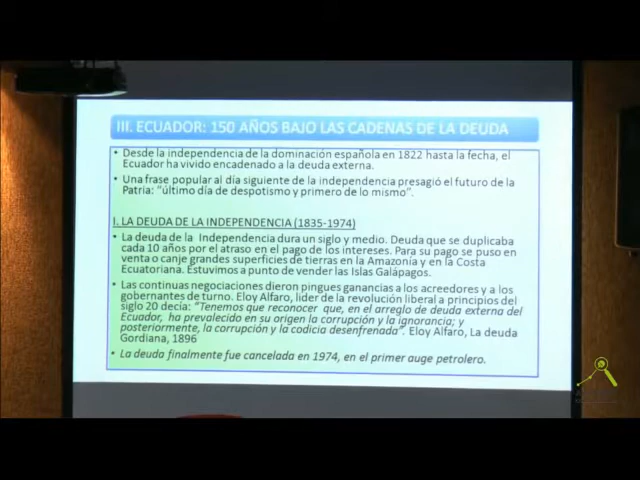 III. ECUADOR: 150 AÑOS BAJO LAS CADENAS DE LA DEUDA
• Desde la independencia de la dominación española en 1822 hasta la fecha, el
Ecuador ha vivido encadenado a la deuda externa.
• Una frase popular al día siguiente de la independencia presagió el futuro de la
Patria: “último día de despotismo y primero de lo mismo”.
I. LA DEUDA DE LA INDEPENDENCIA (1835-1974)
• La deuda de la Independencia dura un siglo y medio. Deuda que se duplicaba
cada 10 años por el atraso en el pago de los intereses. Para su pago se puso en
venta o canje grandes superficies de tierras en la Amazonía y en la Costa
Ecuatoriana. Estuvimos a punto de vender las Islas Galápagos.
• Las continuas negociaciones dieron pingues ganancias a los acreedores y a los
gobernantes de turno. Eloy Alfaro, lider de la revolución liberal a principios del
siglo 20 decía: “Tenemos que reconocer que, en el arreglo de deuda externa del
Ecuador, ha prevalecido en su origen la corrupción y la ignorancia; y
posteriormente, la corrupción y la codicia desenfrenada”. Eloy Alfaro, La deuda
Gordiana, 1896
• La deuda finalmente fue cancelada en 1974, en el primer auge petrolero.